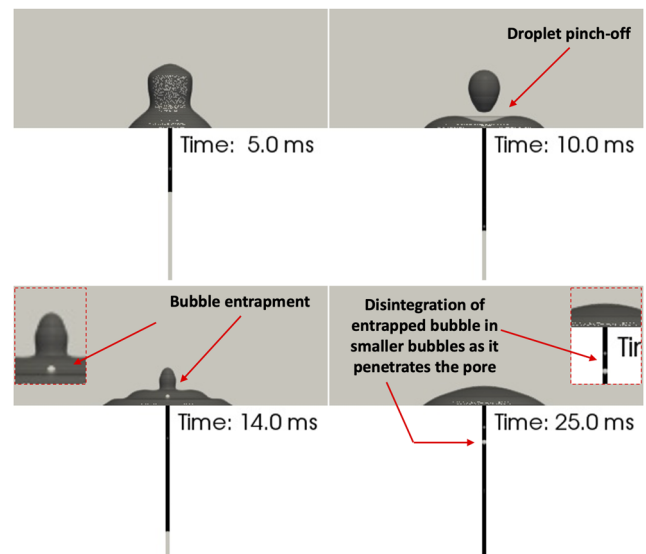 Droplet pinch-off
Time: 5.0 ms
Time: 10.0 ms
Bubble entrapment
Disintegration of
entrapped bubble in
smaller bubbles as it
penetrates the pore
Tir
Time: 14.0 ms
Time: 25.0 ms